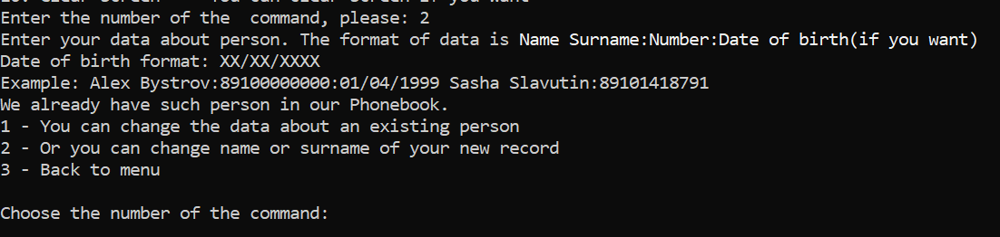 Enter the number of the  command, please: 2
Enter your data about person. The format of data is Name Surname:Number:Date of birth(if you want)
Date of birth format: XX/XX/XXXX
Example: Alex Bystrov:89100000000:01/04/1999 Sasha Slavutin:89101418791
We already have such person in our Phonebook.
1 - You can change the data about an existing person
2 - Or you can change name or surname of your new record
3 - Back to menu
Choose the number of the command: